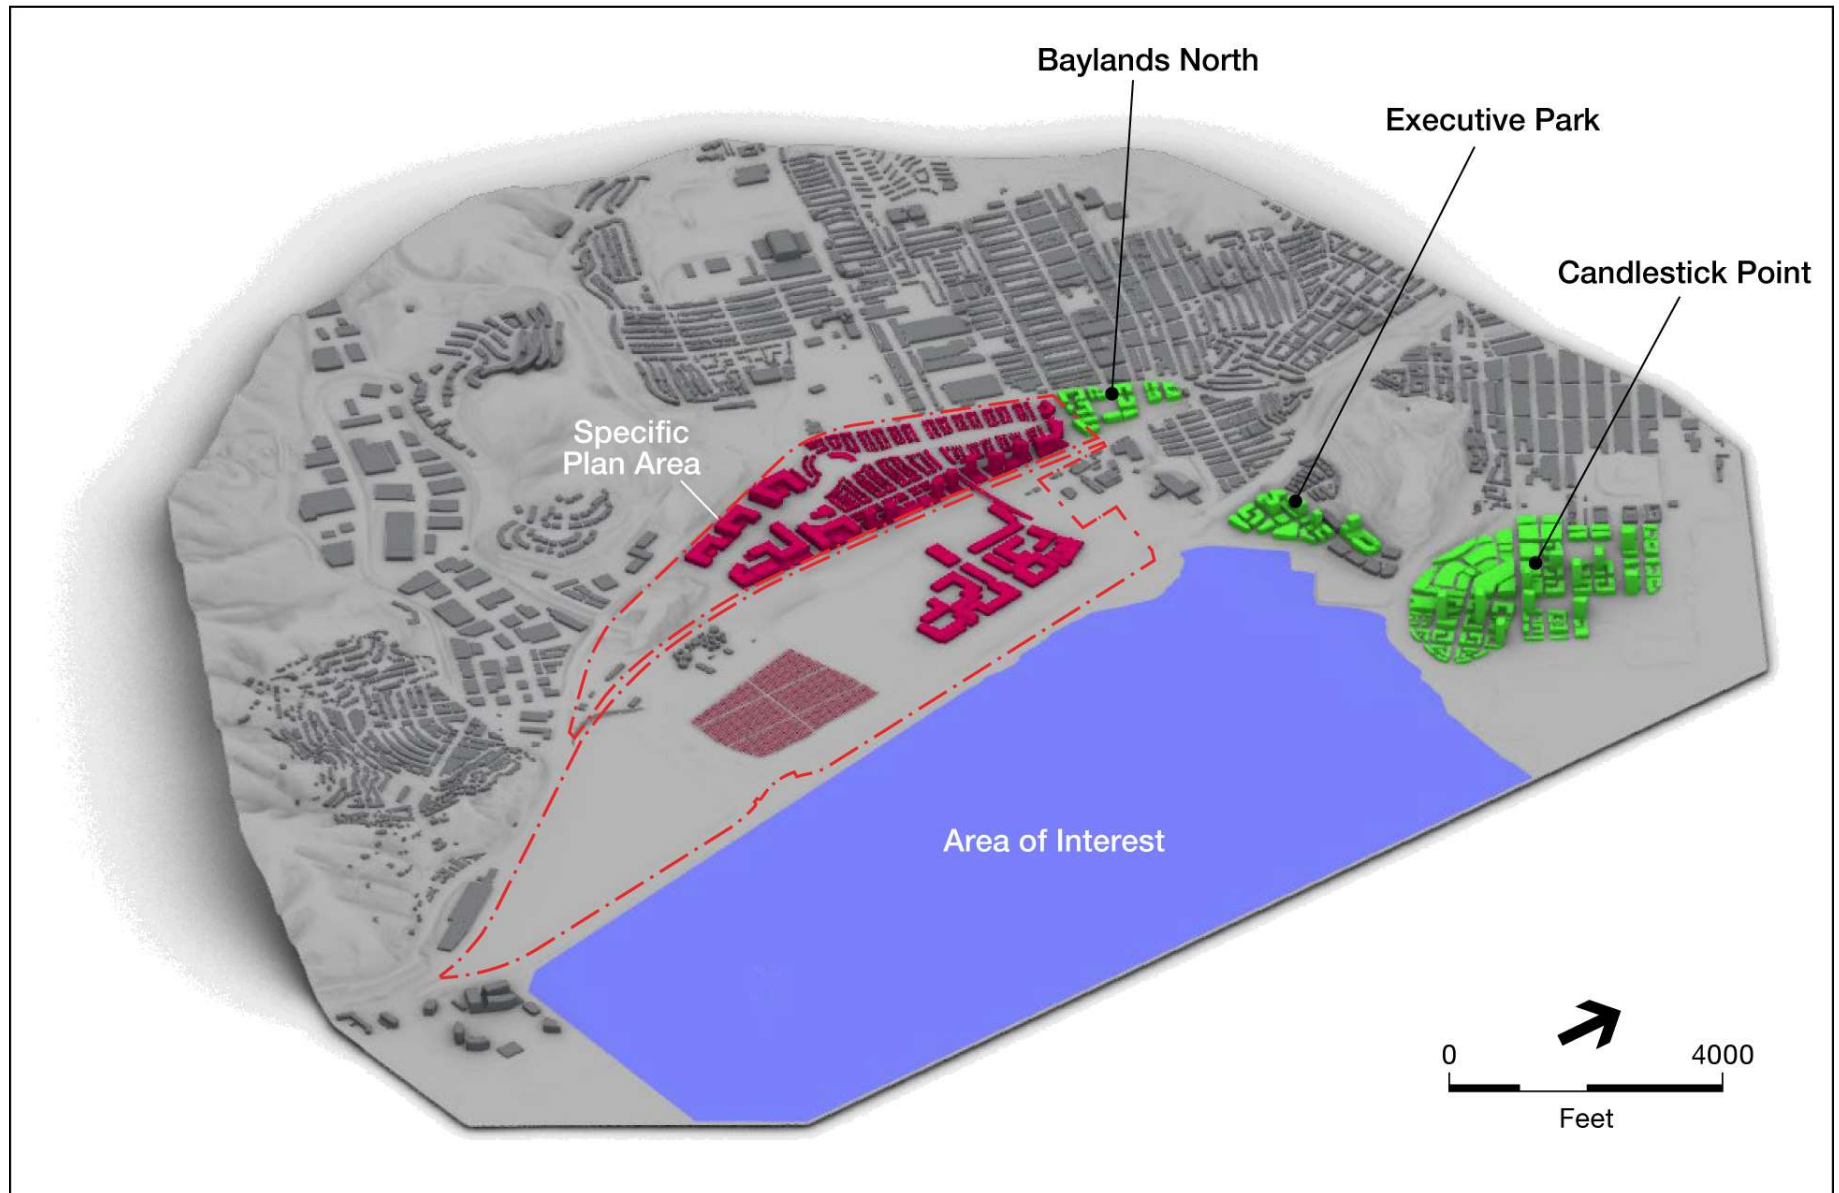 Baylands North
Executive Park
Candlestick Point
Specific
Plan Area
Area of Interest
0 4000
Feet